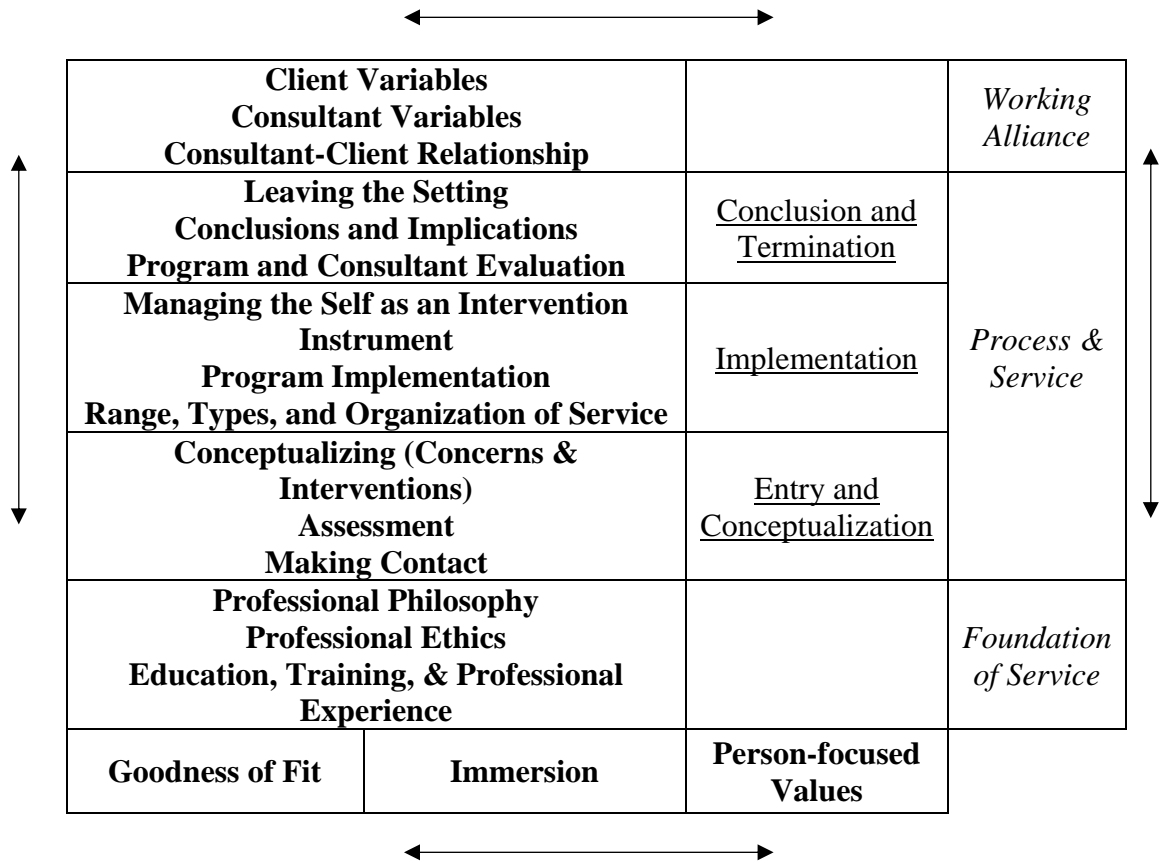 Client Variables
Consultant Variables
Consultant-Client Relationship
Working
Alliance
Leaving the Setting
Conclusions and Implications
Program and Consultant Evaluation
Conclusion and
Termination
Managing the Self as an Intervention
Instrument
Program Implementation
Range, Types, and Organization of Service
Implementation
Process &
Service
Conceptualizing (Concerns &
Interventions)
Assessment
Making Contact
Entry and
Conceptualization
Professional Philosophy
Professional Ethics
Education, Training, & Professional
Experience
Foundation
of Service
Goodness of Fit
Immersion
Person-focused
Values